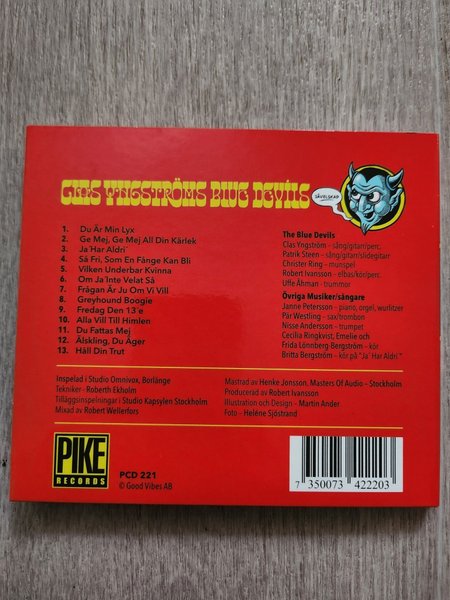 CLAS YNGSTRÖMS BLUE DEVILS
SÅVÄLSKAD
1. Du Är Min Lyx
2. Ge Mej, Ge Mej All Din Kärlek
3. Ja´Har Aldri´
4. Så Fri, Som En Fånge Kan Bli
5. Vilken Underbar Kvinna
6. Om Ja´Inte Velat Så
7. Frågan Är Ju Om Vi Vill
8. Greyhound Boogie
9. Fredag Den 13´e
10. Alla Vill Till Himlen
11. Du Fattas Mej
12. Älskling, Du Äger
13. Håll Din Trut
The Blue Devils
Clas Yngström - sång/gitarr/perc.
Patrik Steen - sång/gitarr/slidegitarr
Christer Ring - munspel
Robert Ivansson - elbas/kör/perc.
Uffe Åhman - trummor
Övriga Musiker/sångare
Janne Petersson - piano, orgel, wurlitzer
Pär Westling - sax/trombon
Nisse Andersson - trumpet
Cecilia Ringkvist, Emelie och
Frida Lönnberg Bergström - kör
Britta Bergström - kör på "Ja´Har Aldri´"
Inspelad i Studio Omnivox, Borlänge
Tekniker - Roberth Ekholm
Tilläggsinspelningar i Studio Kapsylen Stockholm
Mixad av Robert Wellerfors
Mastrad av Henke Jonsson, Masters Of Audio – Stockholm
Producerad av Robert Ivansson
Illustration och Design - Martin Ander
Foto - Heléne Sjöstrand
PIKE
RECORDS
PCD 221
© Good Vibes AB
7 350073 422203